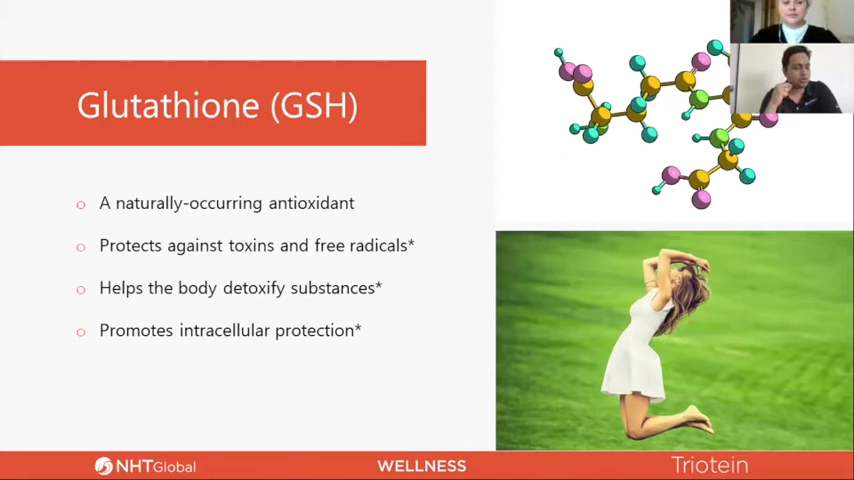 Glutathione (GSH)
A naturally-occurring antioxidant
Protects against toxins and free radicals*
Helps the body detoxify substances*
Promotes intracellular protection*
NHTGlobal
WELLNESS
Triotein